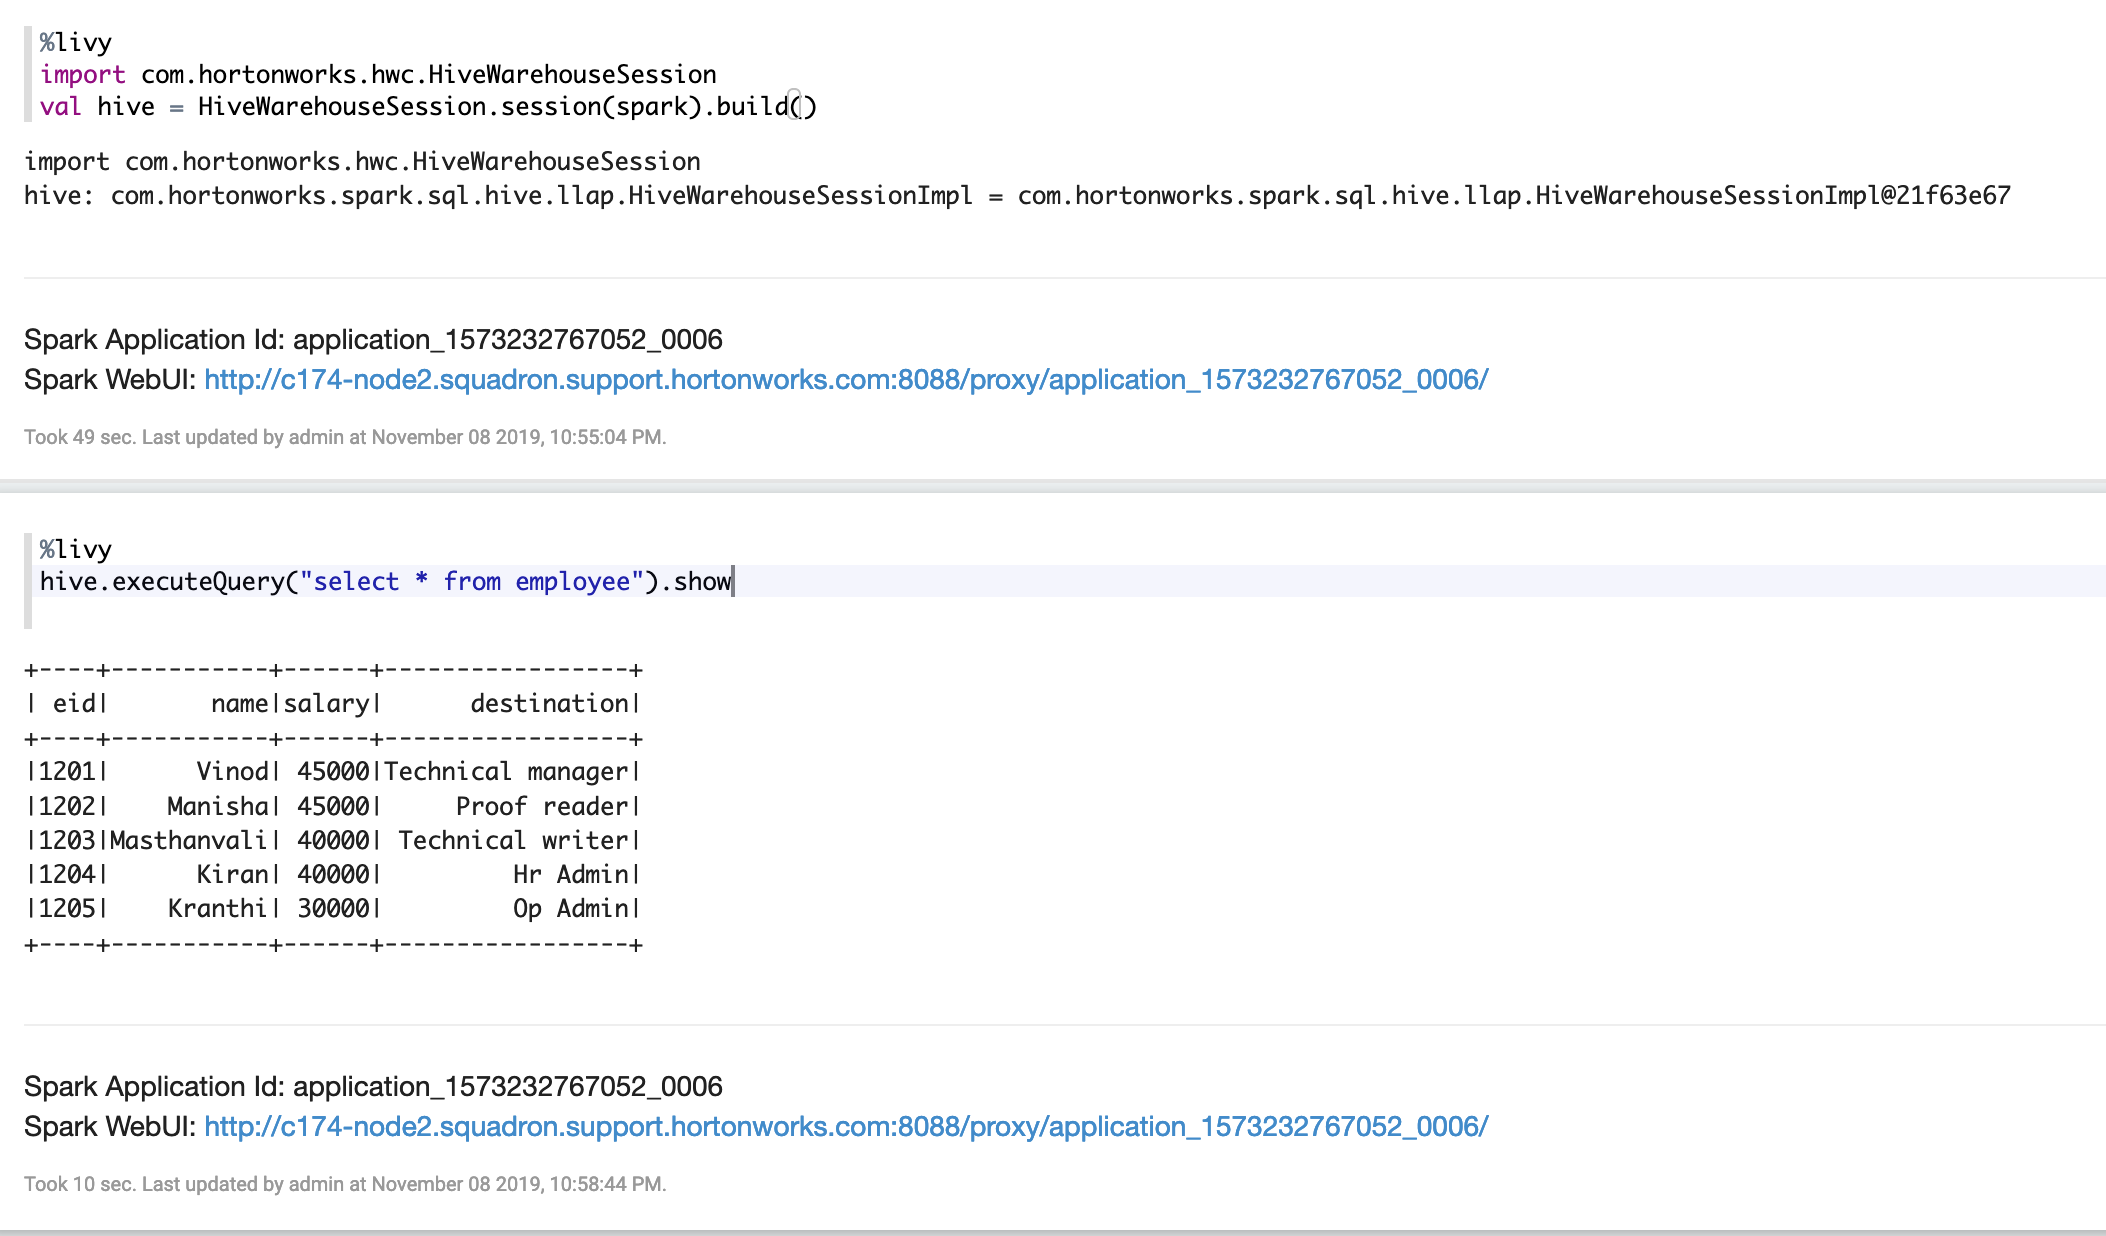 %livy
import com.hortonworks.hwc.HiveWarehouseSession
val hive = HiveWarehouseSession.session(spark).build()
import com.hortonworks.hwc.HiveWarehouseSession
hive: com.hortonworks.spark.sql.hive.llap.HiveWarehouseSessionImpl = com.hortonworks.spark.sql.hive.llap.HiveWarehouseSessionImpl@21f63e67
Spark Application Id: application_1573232767052_0006
Spark WebUI: http://c174-node2.squadron.support.hortonworks.com:8088/proxy/application_1573232767052_0006/
Took 49 sec. Last updated by admin at November 08 2019, 10:55:04 PM.
%livy
hive.executeQuery("select * from employee").show
+----+-----------+------+-----------------+
| eid|       name|salary|      destination|
+----+-----------+------+-----------------+
|1201|      Vinod| 45000|Technical manager|
|1202|    Manisha| 45000|     Proof reader|
|1203|Masthanvali| 40000| Technical writer|
|1204|      Kiran| 40000|         Hr Admin|
|1205|    Kranthi| 30000|         Op Admin|
+----+-----------+------+-----------------+
Spark Application Id: application_1573232767052_0006
Spark WebUI: http://c174-node2.squadron.support.hortonworks.com:8088/proxy/application_1573232767052_0006/
Took 10 sec. Last updated by admin at November 08 2019, 10:58:44 PM.